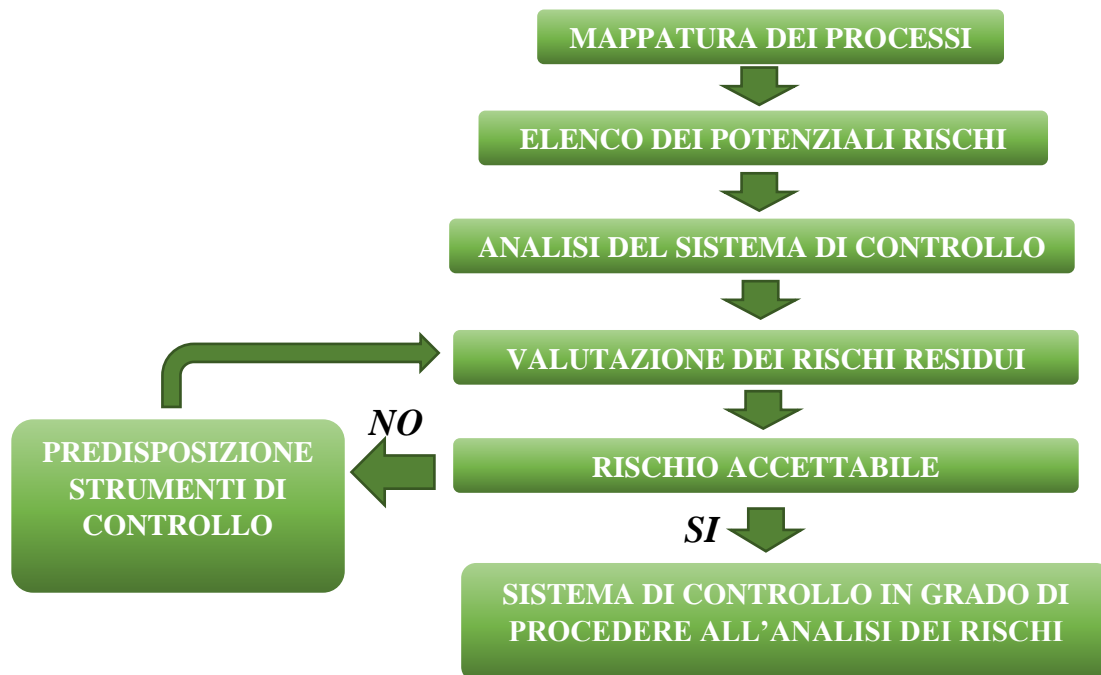 MAPPATURA DEI PROCESSI
ELENCO DEI POTENZIALI RISCHI
ANALISI DEL SISTEMA DI CONTROLLO
VALUTAZIONE DEI RISCHI RESIDUI
NO
PREDISPOSIZIONE
STRUMENTI DI
CONTROLLO
RISCHIO ACCETTABILE
SI
SISTEMA DI CONTROLLO IN GRADO DI
PROCEDERE ALL’ANALISI DEI RISCHI